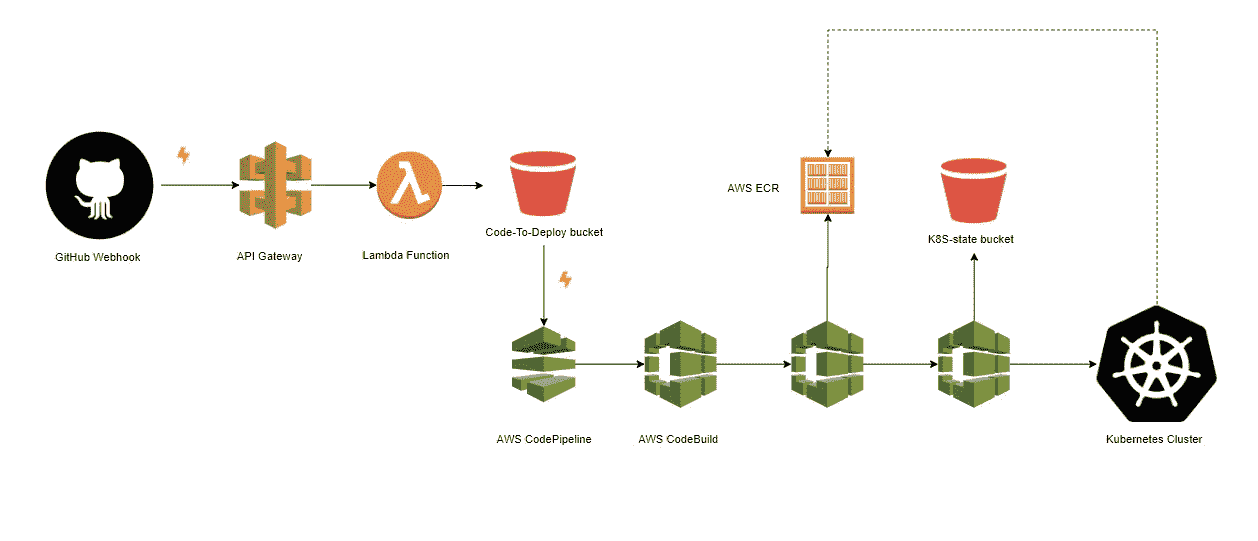 GitHub Webhook
API Gateway
Lambda Function
Code-To-Deploy bucket
AWS ECR
K8S-state bucket
AWS CodePipeline
AWS CodeBuild
Kubernetes Cluster